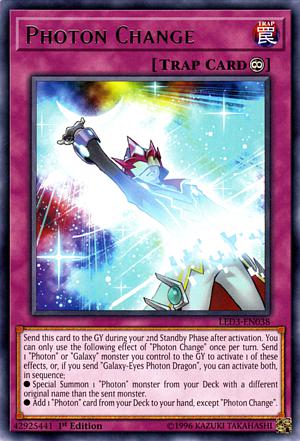 PHOTON CHANGE
TRAP
罠
[TRAP CARD ]
LED3-EN038
Send this card to the GY during your 2nd Standby Phase after activation. You
can only use the following effect of "Photon Change" once per turn. Send
1 "Photon" or "Galaxy" monster you control to the GY to activate 1 of these
effects, or, if you send "Galaxy-Eyes Photon Dragon", you can activate both,
in sequence;
● Special Summon 1 "Photon" monster from your Deck with a different
original name than the sent monster.
● Add 1 "Photon" card from your Deck to your hand, except "Photon Change".
42925441
1st Edition
©1996 KAZUKI TAKAHASHI